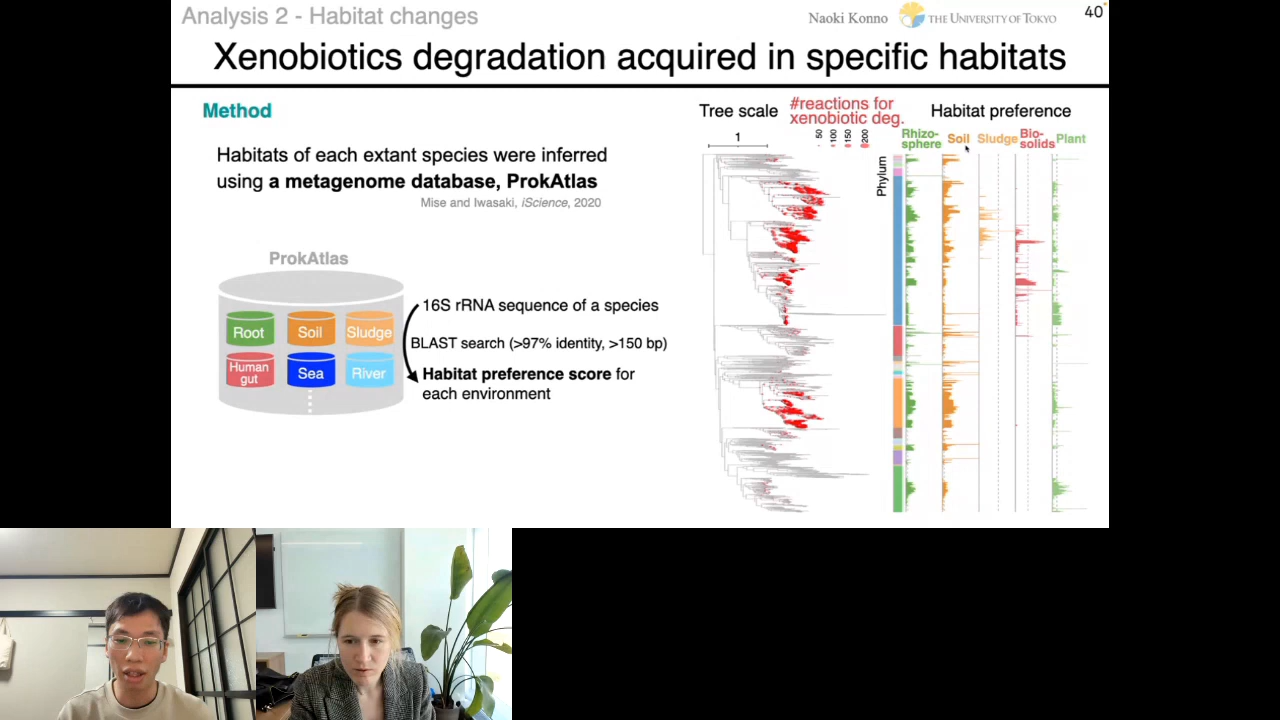 Analysis 2 - Habitat changes
Naoki Konno
THE UNIVERSITY OF TOKYO
40
Xenobiotics degradation acquired in specific habitats
Method
Habitats of each extant species were inferred
using a metagenome database, ProkAtlas
Mise and Iwasaki, iScience, 2020
ProkAtlas
Root
Soil
Sludge
Human
gut
Sea
River
16S rRNA sequence of a species
BLAST search (>97% identity, >150 bp)
Habitat preference score for
each environment
Tree scale
1
#reactions for
xenobiotic deg.
50
100
150
200
Phylum
Habitat preference
Rhizo-
sphere
Soil
Sludge
Bio-
solids
Plant